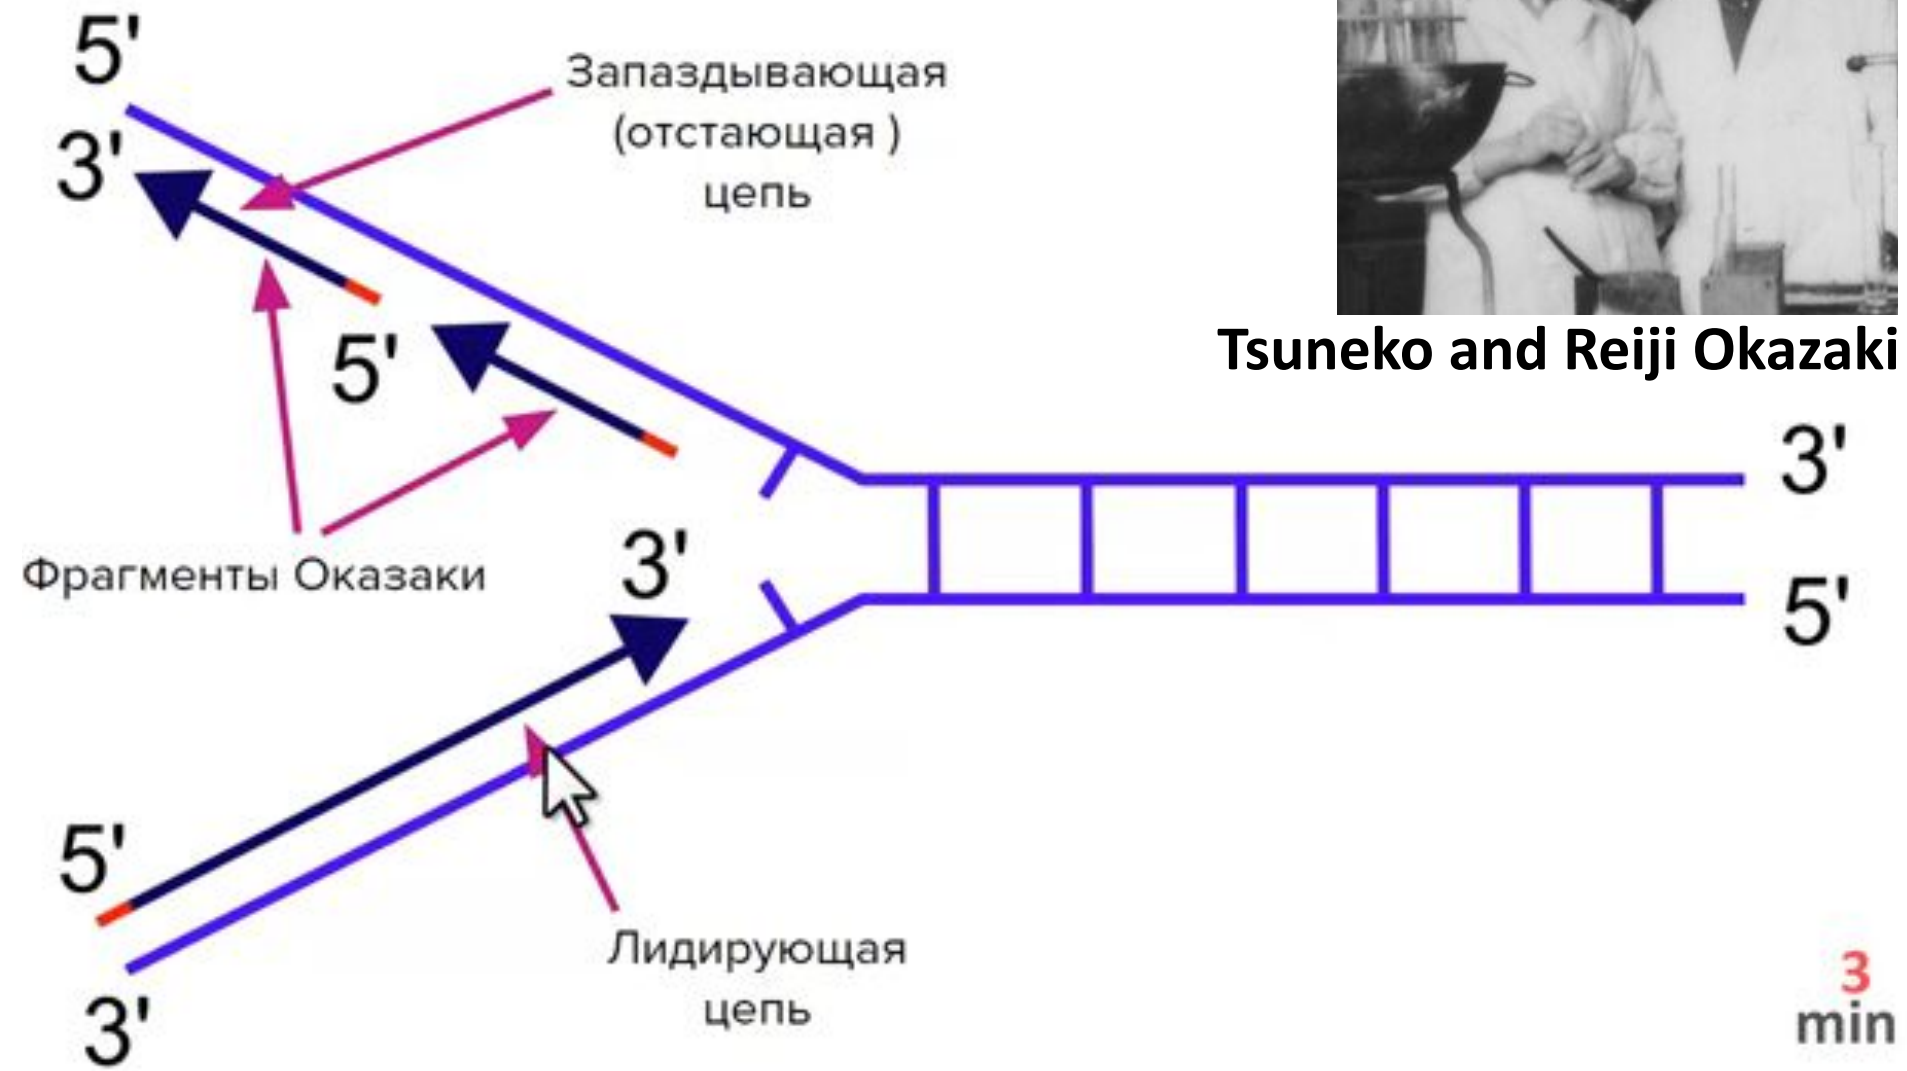 5'
Запаздывающая
(отстающая )
цепь
3'
Tsuneko and Reiji Okazaki
5'
3'
Фрагменты Оказаки
3'
5'
5'
Лидирующая
цепь
3'
3
min